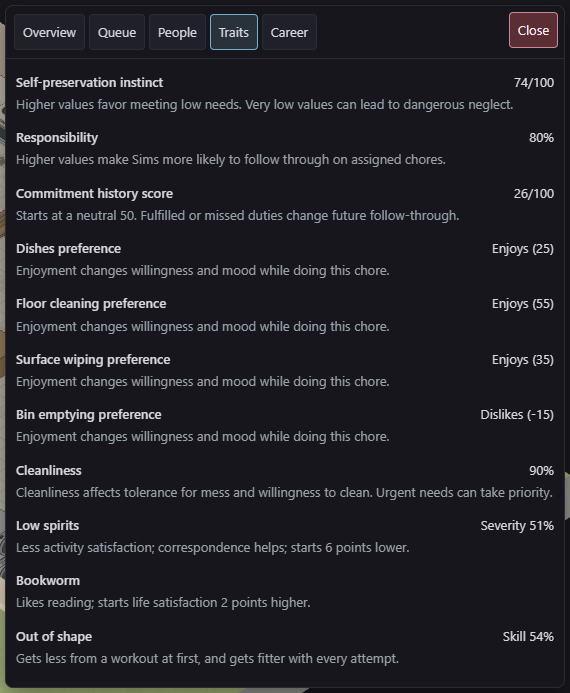 Overview Queue People Traits Career Close
Self-preservation instinct 74/100
Higher values favor meeting low needs. Very low values can lead to dangerous neglect.
Responsibility 80%
Higher values make Sims more likely to follow through on assigned chores.
Commitment history score 26/100
Starts at a neutral 50. Fulfilled or missed duties change future follow-through.
Dishes preference Enjoys (25)
Enjoyment changes willingness and mood while doing this chore.
Floor cleaning preference Enjoys (55)
Enjoyment changes willingness and mood while doing this chore.
Surface wiping preference Enjoys (35)
Enjoyment changes willingness and mood while doing this chore.
Bin emptying preference Dislikes (-15)
Enjoyment changes willingness and mood while doing this chore.
Cleanliness 90%
Cleanliness affects tolerance for mess and willingness to clean. Urgent needs can take priority.
Low spirits Severity 51%
Less activity satisfaction; correspondence helps; starts 6 points lower.
Bookworm
Likes reading; starts life satisfaction 2 points higher.
Out of shape Skill 54%
Gets less from a workout at first, and gets fitter with every attempt.